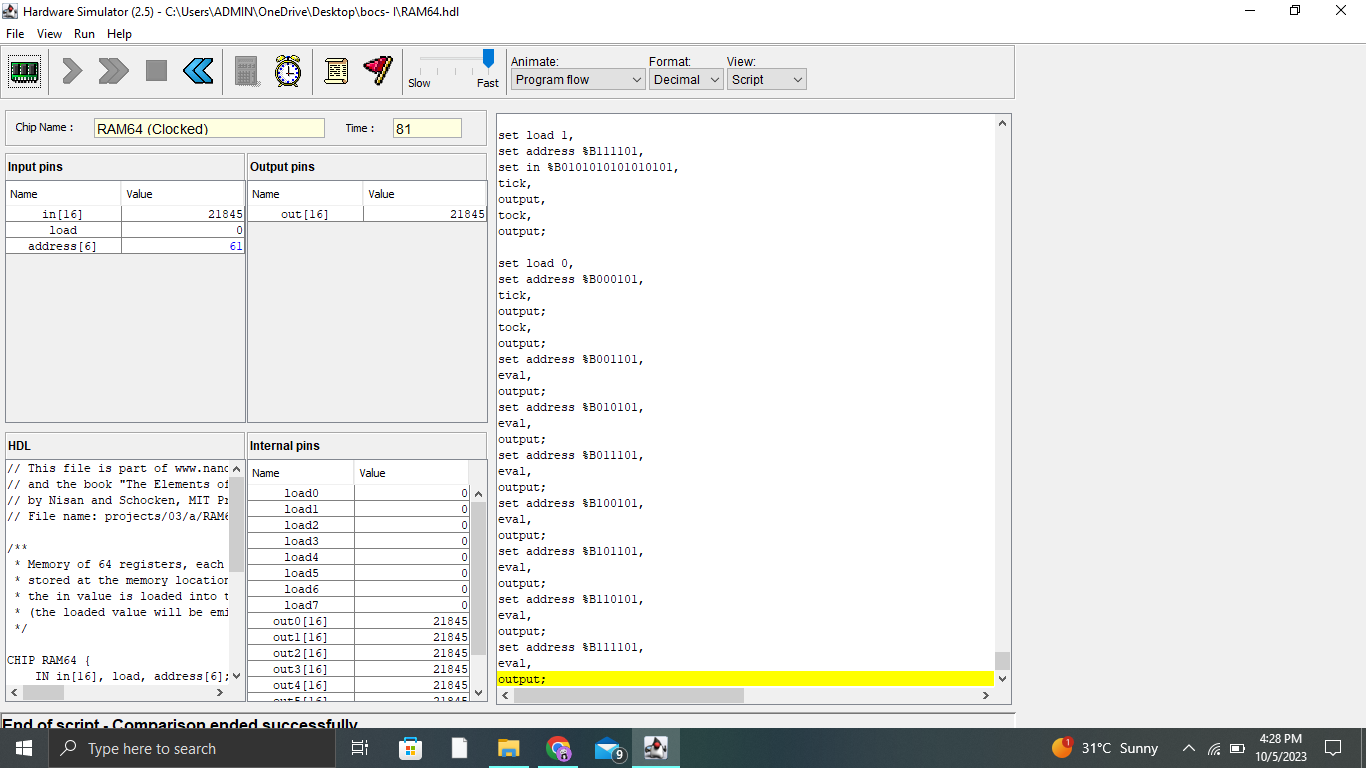 Hardware Simulator (2.5) - C:\Users\ADMIN\OneDrive\Desktop\bocs- I\RAM64.hdl
File View Run Help
Slow Fast
Animate: Format: View:
Program flow Decimal Script
Chip Name : RAM64 (Clocked) Time : 81
Input pins
Name Value
in[16] 21845
load 0
address[6] 61
Output pins
Name Value
out[16] 21845
HDL
// This file is part of www.nand
// and the book "The Elements of
// by Nisan and Schocken, MIT Pr
// File name: projects/03/a/RAM6
/**
* Memory of 64 registers, each
* stored at the memory location
* the in value is loaded into t
* (the loaded value will be emi
*/
CHIP RAM64 {
IN in[16], load, address[6];
Internal pins
Name Value
load0 0
load1 0
load2 0
load3 0
load4 0
load5 0
load6 0
load7 0
out0[16] 21845
out1[16] 21845
out2[16] 21845
out3[16] 21845
out4[16] 21845
out5[16] 21845
set load 1,
set address %B111101,
set in %B0101010101010101,
tick,
output,
tock,
output;
set load 0,
set address %B000101,
tick,
output;
tock,
output;
set address %B001101,
eval,
output;
set address %B010101,
eval,
output;
set address %B011101,
eval,
output;
set address %B100101,
eval,
output;
set address %B101101,
eval,
output;
set address %B110101,
eval,
output;
set address %B111101,
eval,
output;
End of script - Comparison ended successfully
Type here to search
9
1
31°C Sunny
4:28 PM
10/5/2023